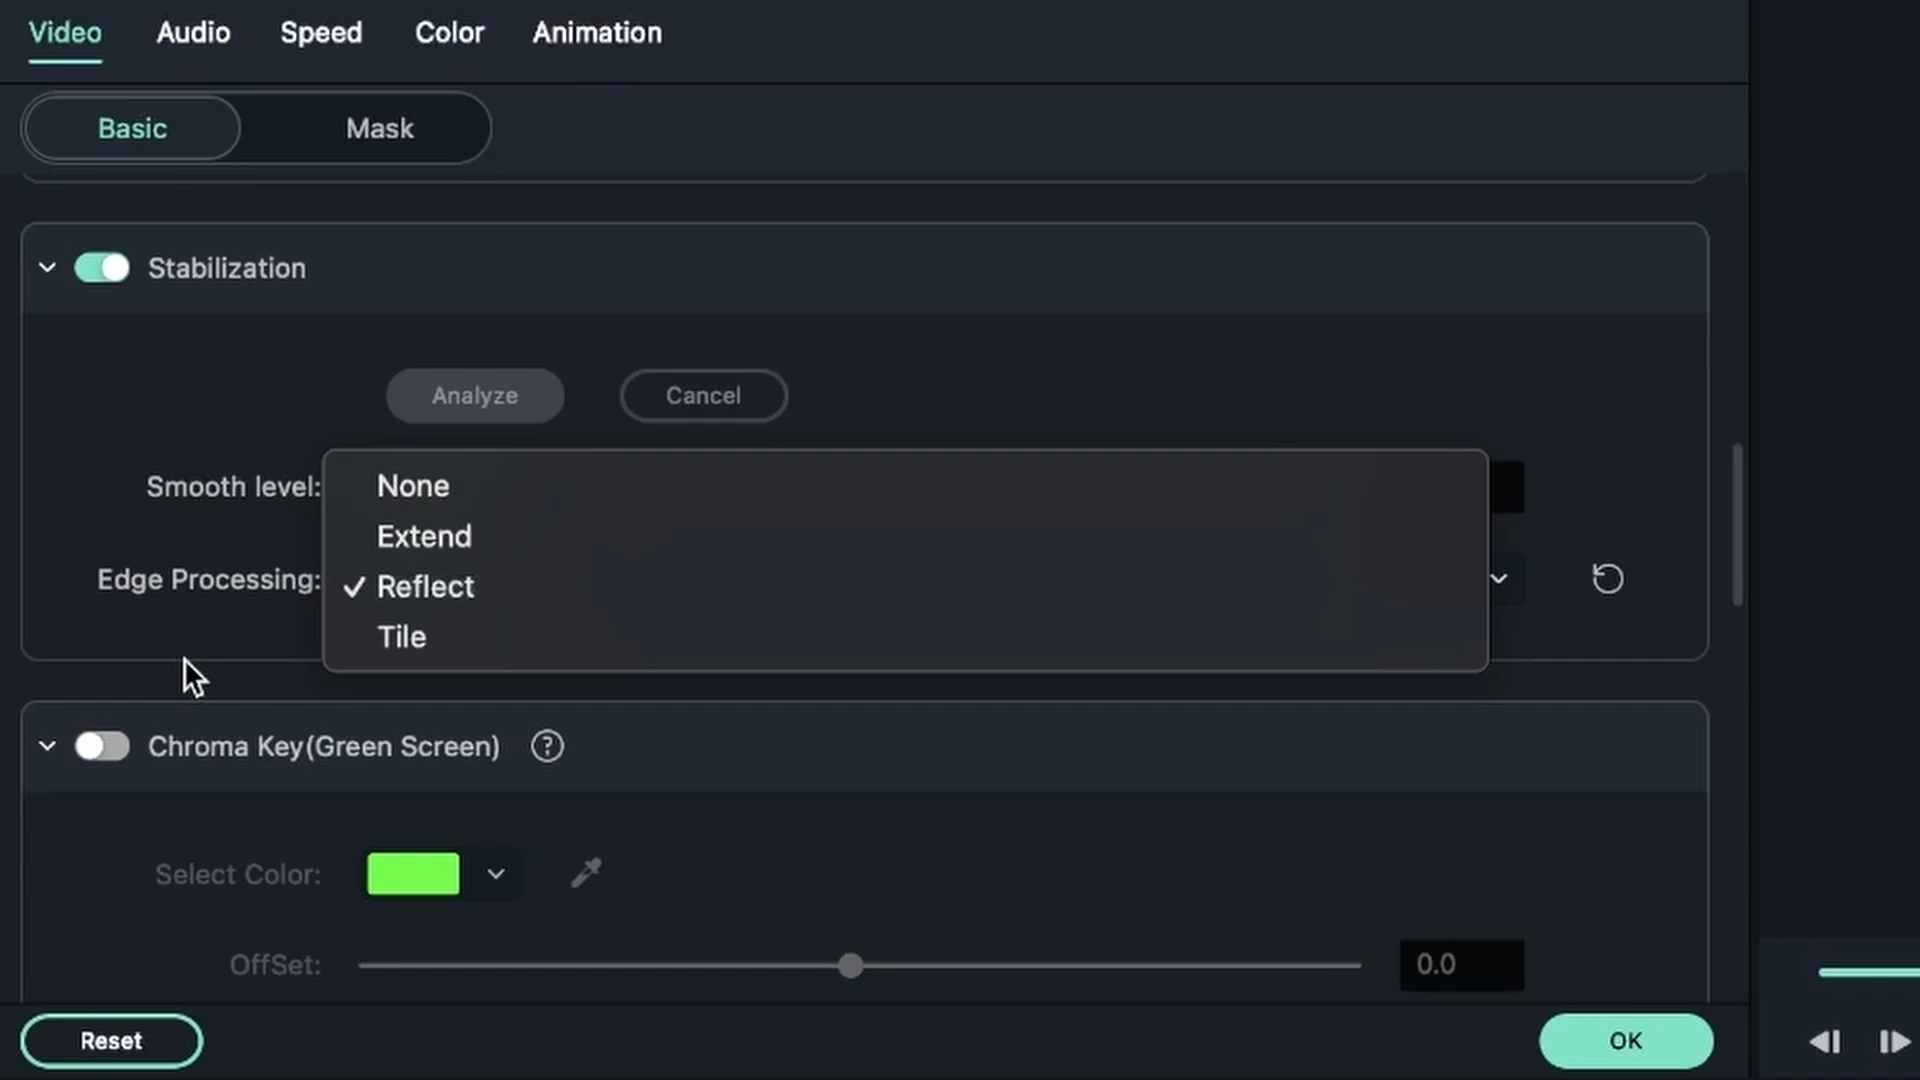 Video Audio Speed Color Animation
Basic Mask
Stabilization
Analyze Cancel
Smooth level:
None
Extend
Edge Processing:
✓ Reflect
Tile
Chroma Key(Green Screen) ?
Select Color:
OffSet: 0.0
Reset OK